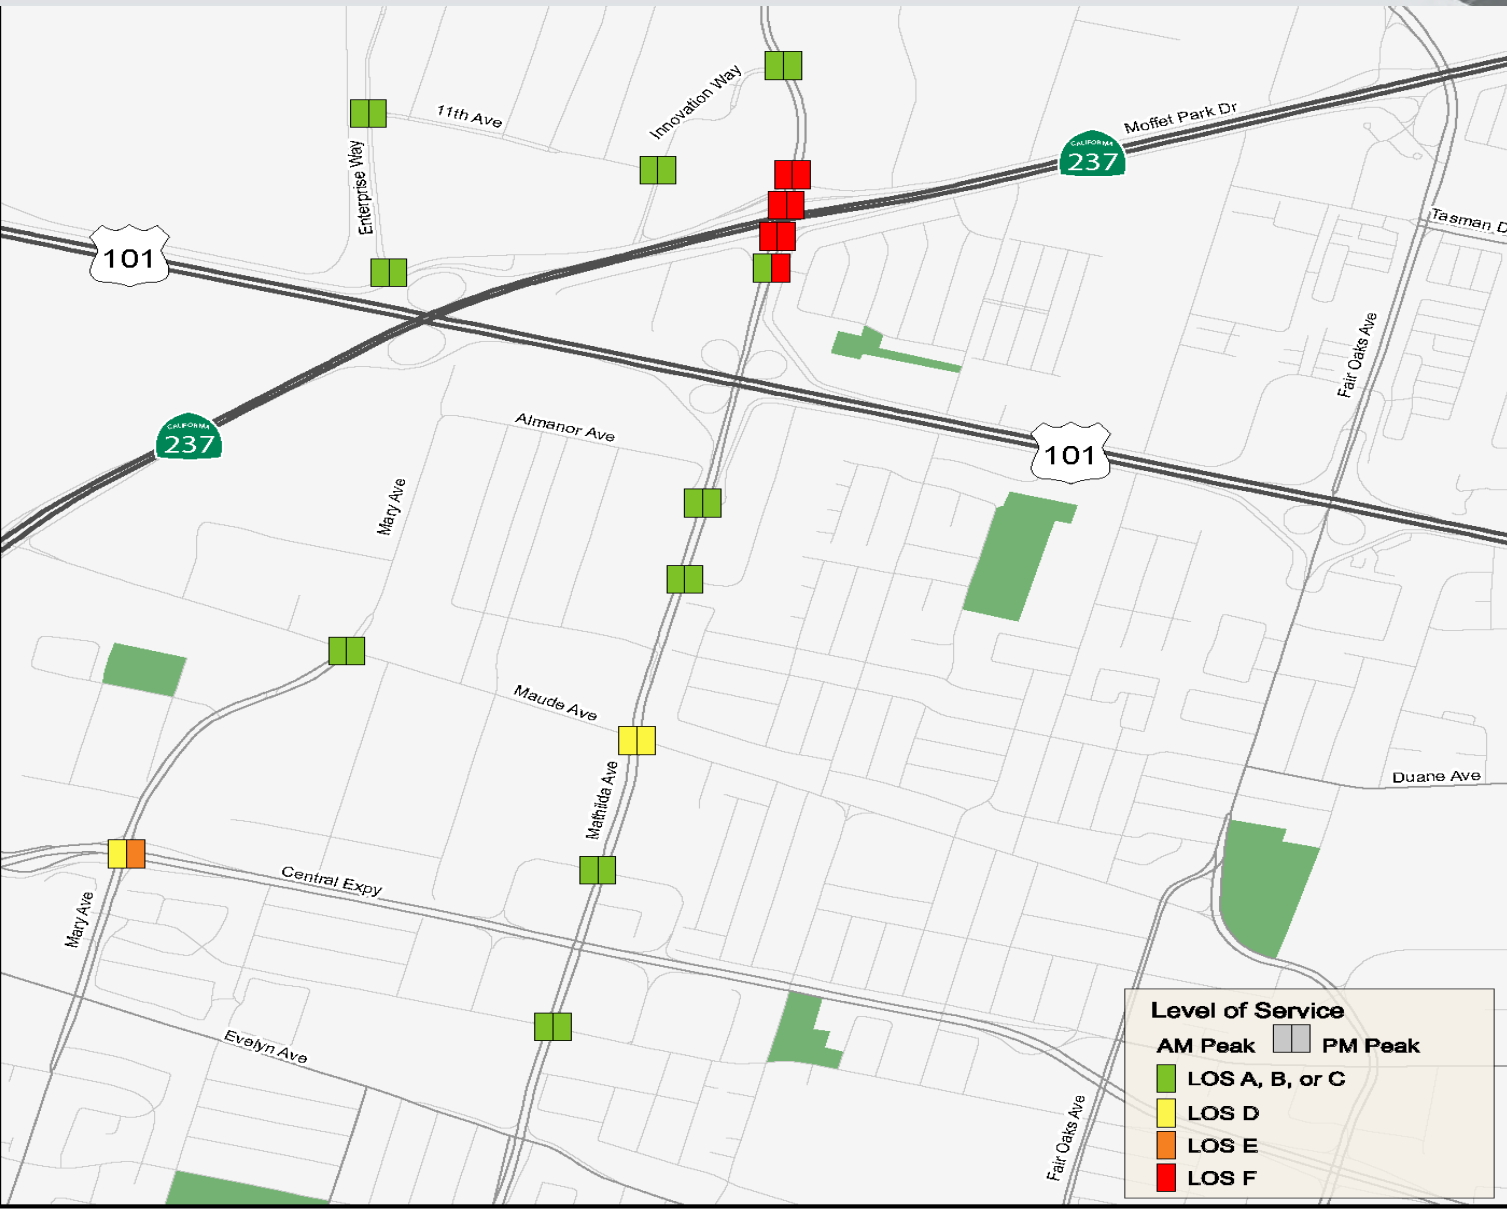 Innovation Way
11th Ave
Moffet Park Dr
CALIFORNIA
237
Enterprise Way
Tasman D
101
Fair Oaks Ave
CALIFORNIA
237
Almanor Ave
101
Mary Ave
Maude Ave
Duane Ave
Mathilda Ave
Central Expy
Mary Ave
Evelyn Ave
Fair Oaks Ave
Level of Service
AM Peak PM Peak
LOS A, B, or C
LOS D
LOS E
LOS F